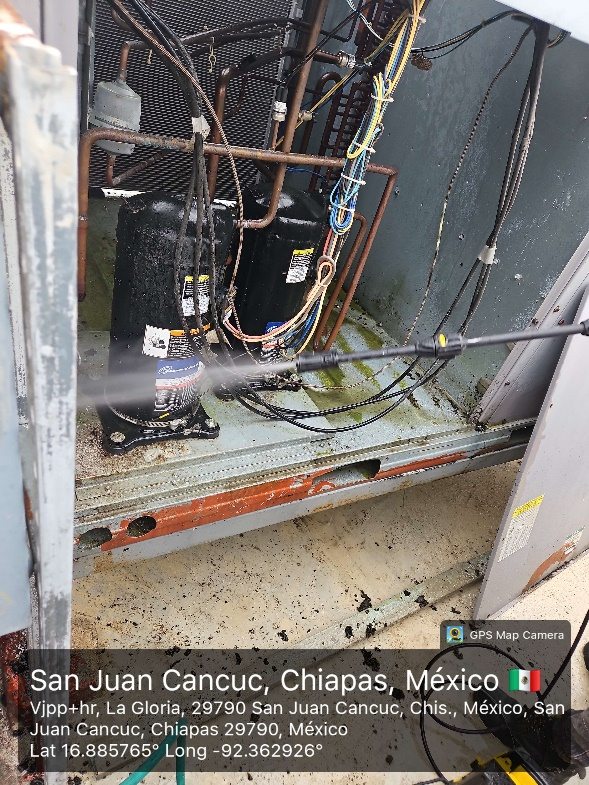 GPS Map Camera
San Juan Cancuc, Chiapas, México 🇲🇽
Vjpp+hr, La Gloria, 29790 San Juan Cancuc, Chis., México, San
Juan Cancuc, Chiapas 29790, México
Lat 16.885765° Long -92.362926°